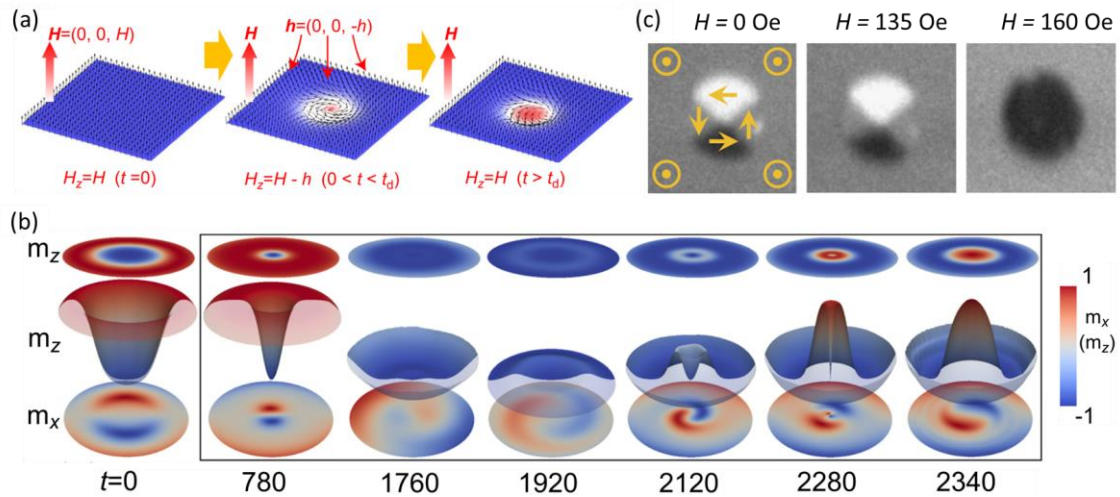 (a)
H=(0, 0, H)
H
h=(0, 0, -h)
H
H_z=H (t=0)
H_z=H - h (0 < t < t_d)
H_z=H (t > t_d)
(c)
H = 0 Oe
H = 135 Oe
H = 160 Oe
(b)
m_z
m_z
m_x
t=0
780
1760
1920
2120
2280
2340
1
m_x
(m_z)
-1